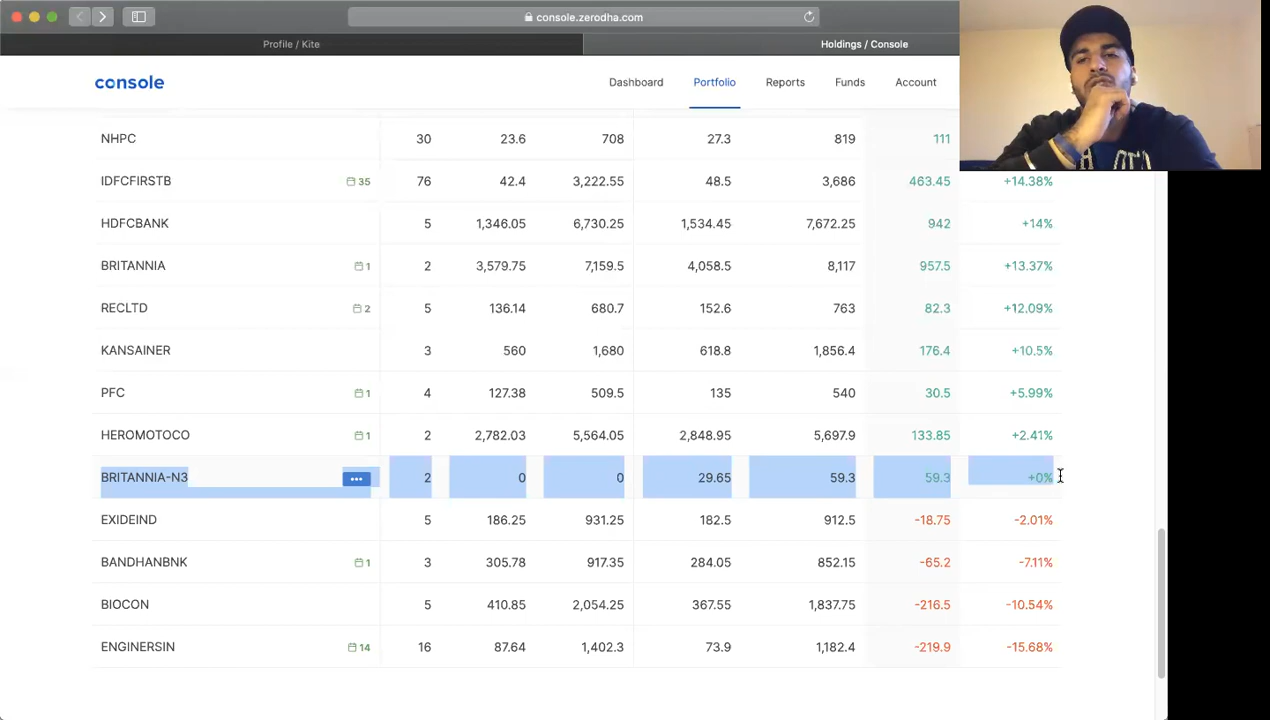 console.zerodha.com
Profile / Kite Holdings / Console
console Dashboard Portfolio Reports Funds Account
NHPC 30 23.6 708 27.3 819 111
IDFCFIRSTB 35 76 42.4 3,222.55 48.5 3,686 463.45 +14.38%
HDFCBANK 5 1,346.05 6,730.25 1,534.45 7,672.25 942 +14%
BRITANNIA 1 2 3,579.75 7,159.5 4,058.5 8,117 957.5 +13.37%
RECLTD 2 5 136.14 680.7 152.6 763 82.3 +12.09%
KANSAINER 3 560 1,680 618.8 1,856.4 176.4 +10.5%
PFC 1 4 127.38 509.5 135 540 30.5 +5.99%
HEROMOTOCO 1 2 2,782.03 5,564.05 2,848.95 5,697.9 133.85 +2.41%
BRITANNIA-N3 2 0 0 29.65 59.3 59.3 +0%
EXIDEIND 5 186.25 931.25 182.5 912.5 -18.75 -2.01%
BANDHANBNK 1 3 305.78 917.35 284.05 852.15 -65.2 -7.11%
BIOCON 5 410.85 2,054.25 367.55 1,837.75 -216.5 -10.54%
ENGINERSIN 14 16 87.64 1,402.3 73.9 1,182.4 -219.9 -15.68%